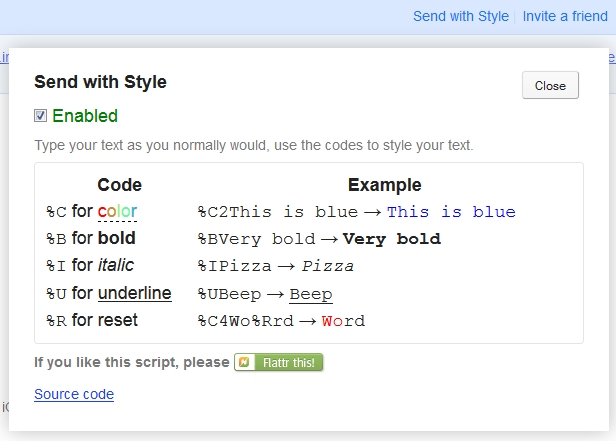 Send with Style Invite a friend
Send with Style
Close
Enabled
Type your text as you normally would, use the codes to style your text.
Code Example
%C for color %C2This is blue → This is blue
%B for bold %BVery bold → Very bold
%I for italic %IPizza → Pizza
%U for underline %UBeep → Beep
%R for reset %C4Wo%Rrd → Word
If you like this script, please Flattr this!
Source code